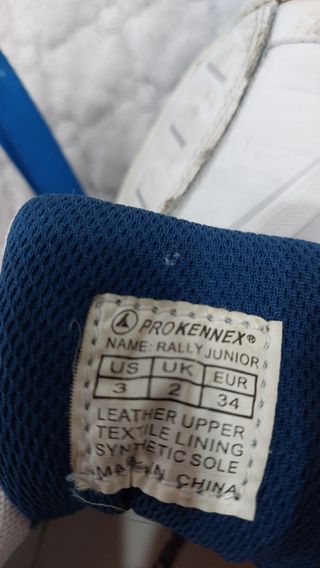 PROKENNEX®
NAME: RALLY JUNIOR
US UK EUR
3 2 34
LEATHER UPPER
TEXTILE LINING
SYNTHETIC SOLE
MADE IN CHINA